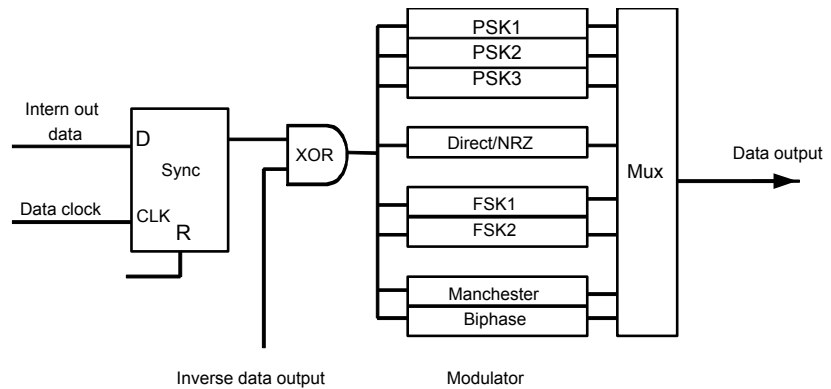 Intern out
data
Data clock
D
Sync
CLK
R
XOR
Inverse data output
PSK1
PSK2
PSK3
Direct/NRZ
FSK1
FSK2
Manchester
Biphase
Modulator
Mux
Data output